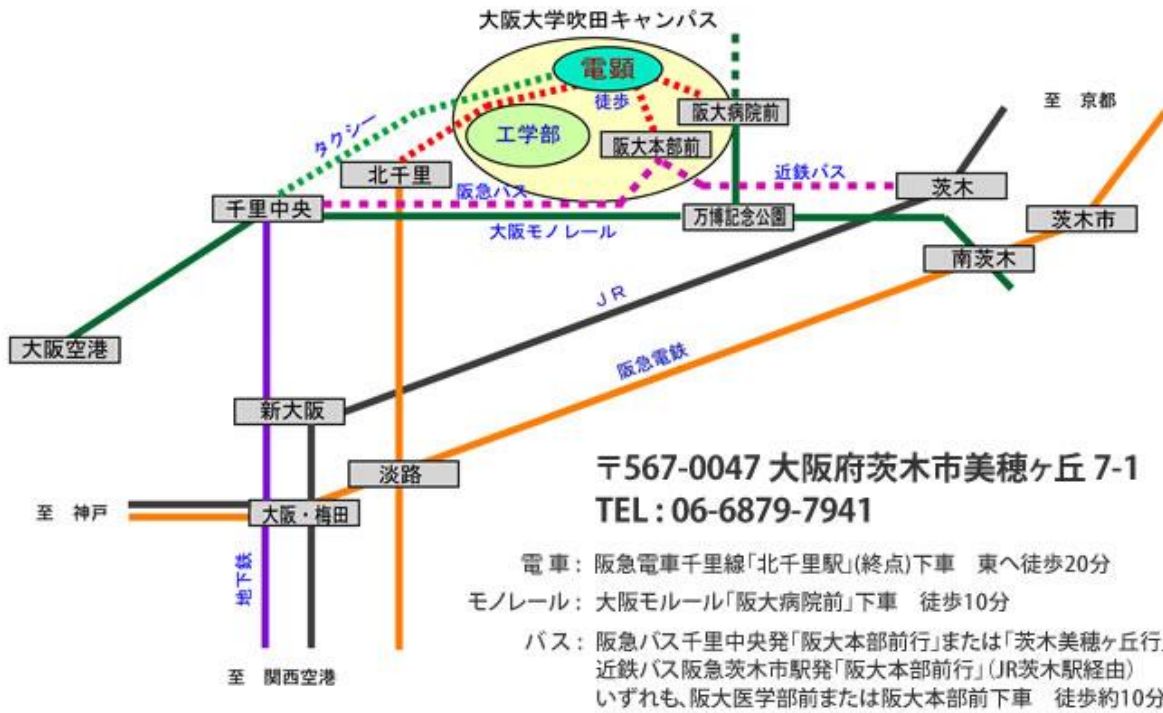 大阪大学吹田キャンパス
電顕
徒歩
阪大病院前
至 京都
タクシー
工学部
阪大本部前
北千里
阪急バス
近鉄バス
茨木
千里中央
大阪モノレール
万博記念公園
茨木市
南茨木
大阪空港
JR
阪急電鉄
新大阪
淡路
〒567-0047 大阪府茨木市美穂ヶ丘 7-1
TEL : 06-6879-7941
至 神戸
大阪・梅田
地下鉄
至 関西空港
電 車 : 阪急電車千里線「北千里駅」(終点)下車 東へ徒歩20分
モノレール : 大阪モルール「阪大病院前」下車 徒歩10分
バス : 阪急バス千里中央発「阪大本部前行」または「茨木美穂ヶ丘行」
近鉄バス阪急茨木市駅発「阪大本部前行」(JR茨木駅経由)
いずれも、阪大医学部前または阪大本部前下車 徒歩約10分